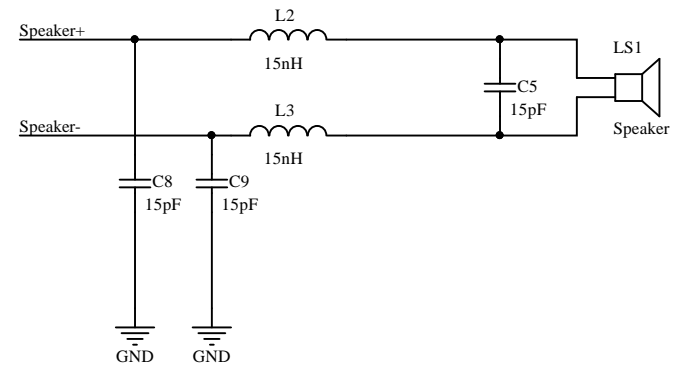 L2
Speaker+
LS1
15nH
C5
L3
15pF
Speaker-
Speaker
15nH
C8
C9
15pF
15pF
GND
GND